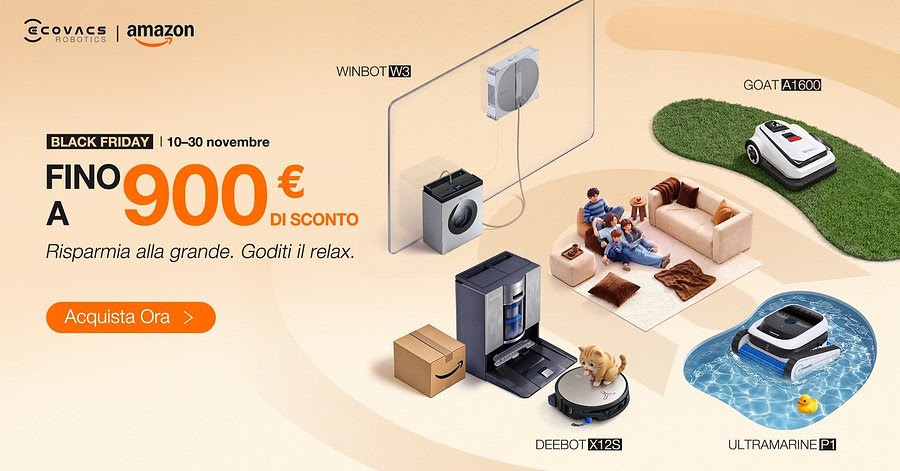 ECOVACS
ROBOTICS
amazon
BLACK FRIDAY | 10–30 novembre
FINO A 900 €
DI SCONTO
Risparmia alla grande. Goditi il relax.
Acquista Ora >
WINBOT W3
GOAT A1600
DEEBOT X12S
ULTRAMARINE P1